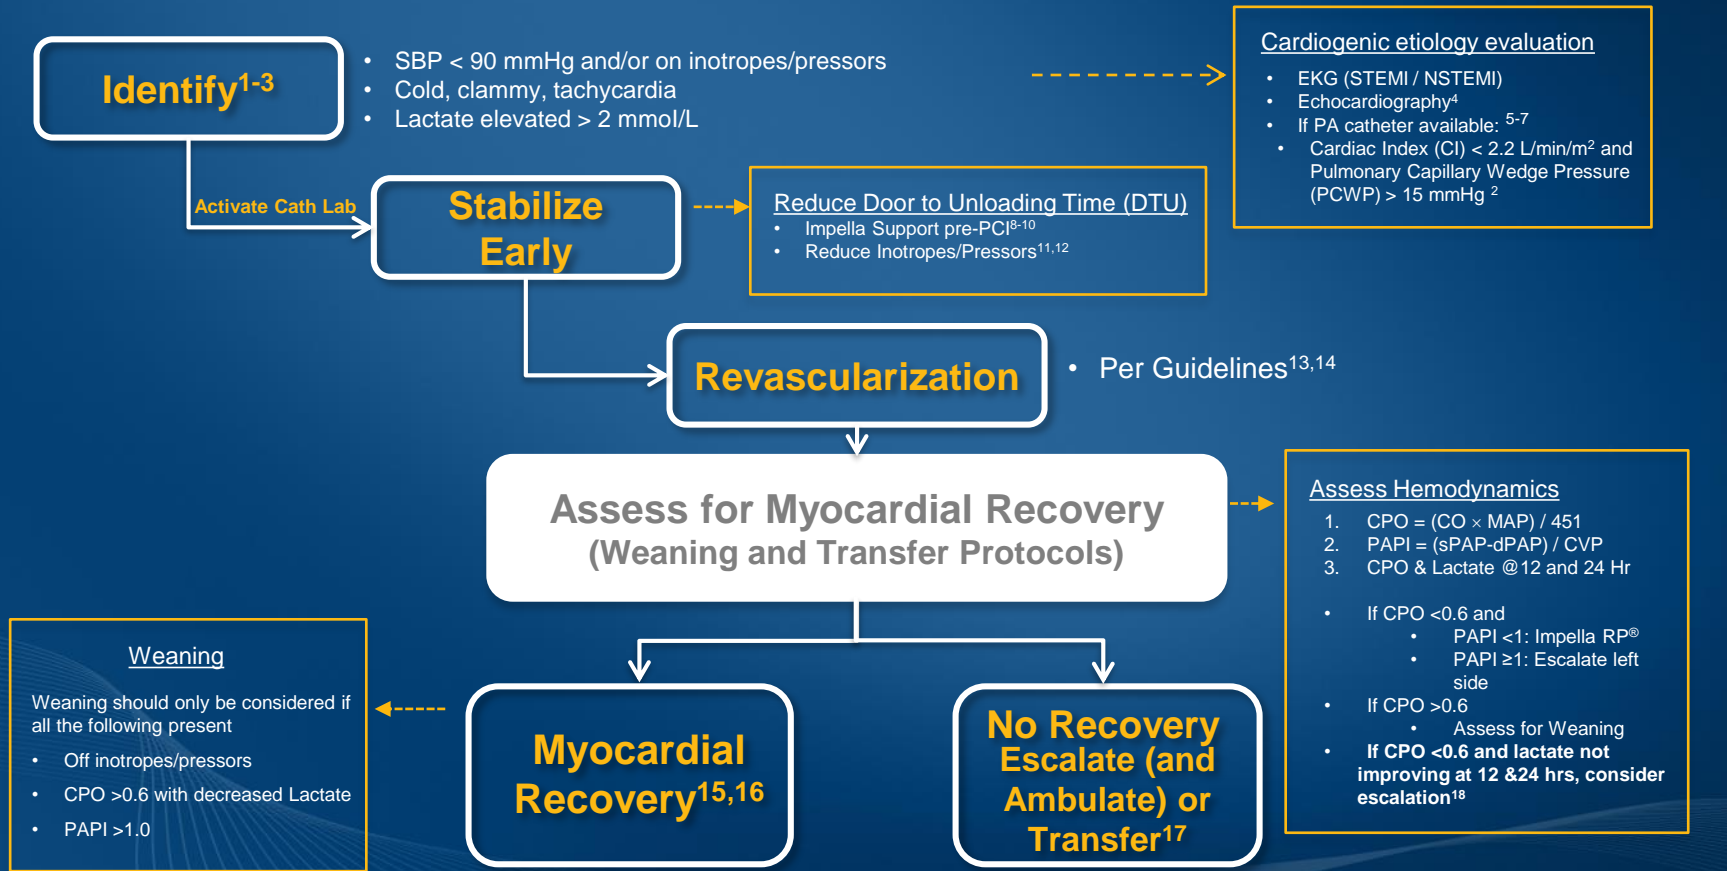 Identify1-3
• SBP < 90 mmHg and/or on inotropes/pressors
• Cold, clammy, tachycardia
• Lactate elevated > 2 mmol/L
Cardiogenic etiology evaluation
• EKG (STEMI / NSTEMI)
• Echocardiography4
• If PA catheter available: 5-7
• Cardiac Index (CI) < 2.2 L/min/m2 and
Pulmonary Capillary Wedge Pressure
(PCWP) > 15 mmHg 2
Activate Cath Lab
Stabilize
Early
Reduce Door to Unloading Time (DTU)
• Impella Support pre-PCI8-10
• Reduce Inotropes/Pressors11,12
Revascularization
• Per Guidelines13,14
Assess for Myocardial Recovery
(Weaning and Transfer Protocols)
Assess Hemodynamics
1. CPO = (CO × MAP) / 451
2. PAPI = (sPAP-dPAP) / CVP
3. CPO & Lactate @12 and 24 Hr
• If CPO <0.6 and
• PAPI <1: Impella RP®
• PAPI ≥1: Escalate left
side
• If CPO >0.6
• Assess for Weaning
• If CPO <0.6 and lactate not
improving at 12 &24 hrs, consider
escalation18
Weaning
Weaning should only be considered if
all the following present
• Off inotropes/pressors
• CPO >0.6 with decreased Lactate
• PAPI >1.0
Myocardial
Recovery15,16
No Recovery
Escalate (and
Ambulate) or
Transfer17